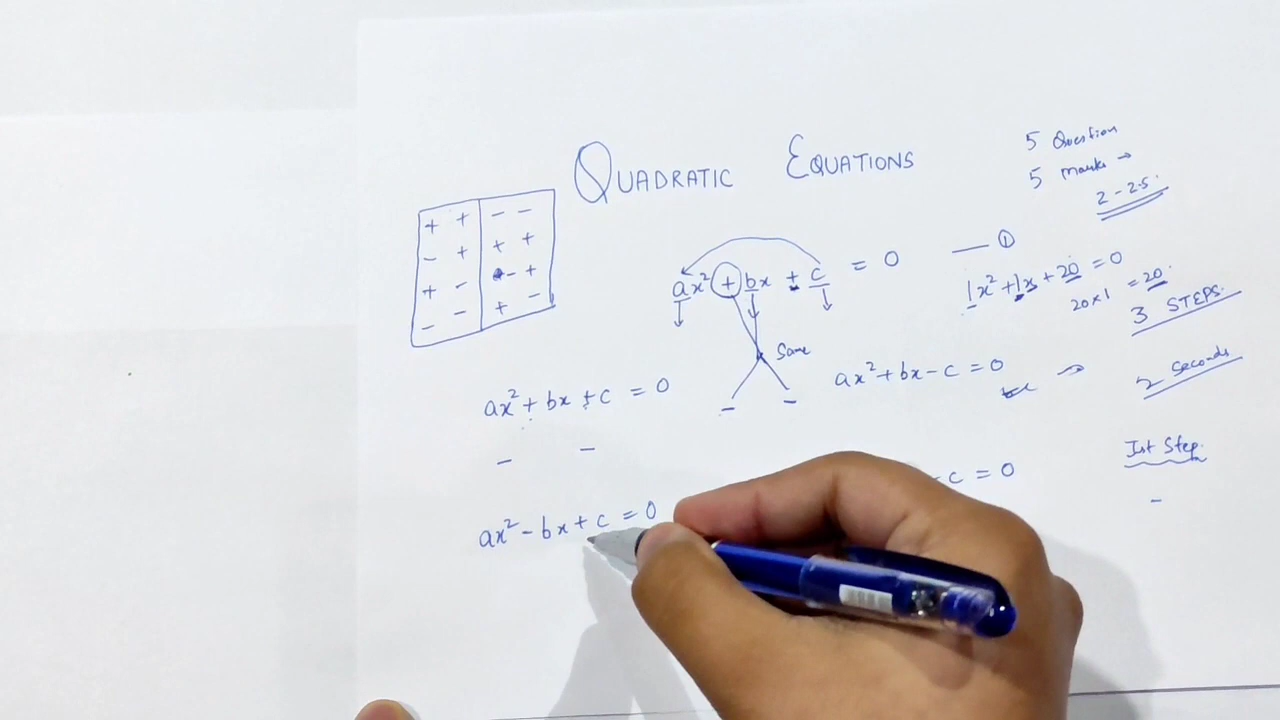 QUADRATIC EQUATIONS
5 Question
5 marks →
2 - 2.5.
+ + - -
- + + +
+ - - +
- - + -
ax² + bx + c = 0 — ①
1x² + 1x + 20 = 0
20x1 = 20.
3 STEPS.
Same
- -
ax² + bx + c = 0
- -
ax² + bx - c = 0
2 seconds
Ist Step.
-
ax² - bx + c = 0
- c = 0